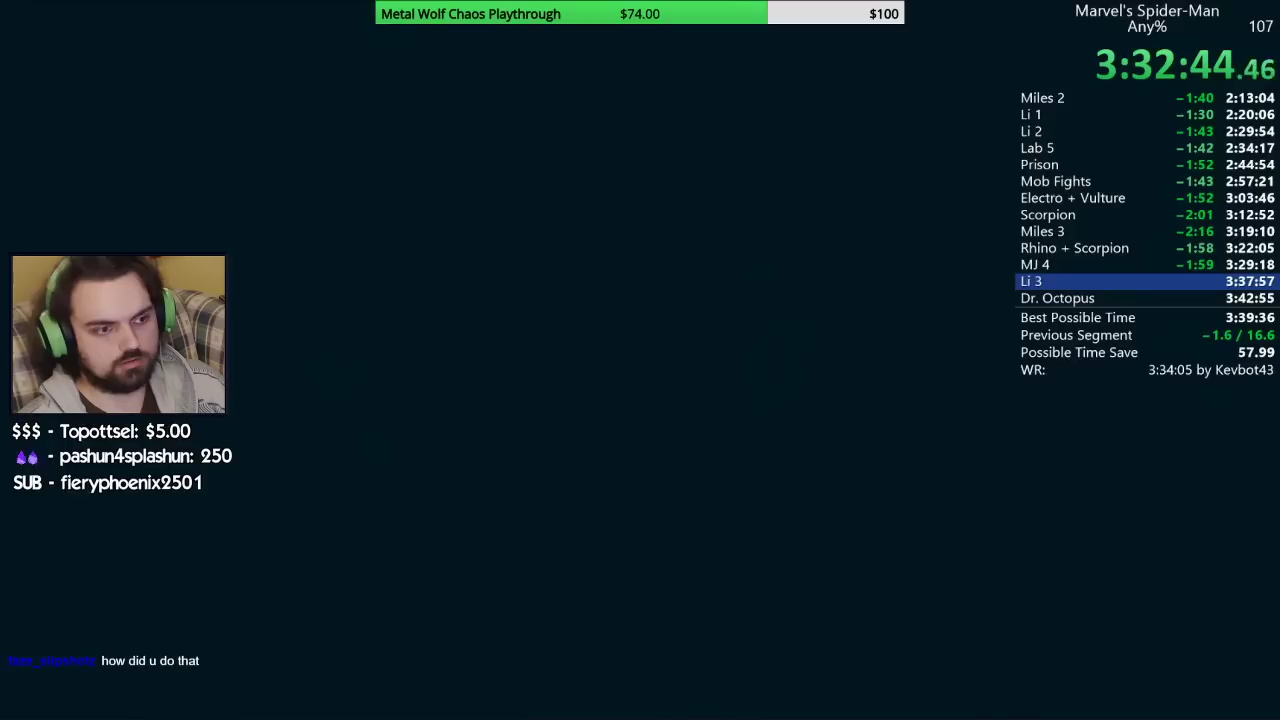 Metal Wolf Chaos Playthrough $74.00 $100
Marvel's Spider-Man
Any% 107
3:32:44.46
Miles 2 −1:40 2:13:04
Li 1 −1:30 2:20:06
Li 2 −1:43 2:29:54
Lab 5 −1:42 2:34:17
Prison −1:52 2:44:54
Mob Fights −1:43 2:57:21
Electro + Vulture −1:52 3:03:46
Scorpion −2:01 3:12:52
Miles 3 −2:16 3:19:10
Rhino + Scorpion −1:58 3:22:05
MJ 4 −1:59 3:29:18
Li 3 3:37:57
Dr. Octopus 3:42:55
Best Possible Time 3:39:36
Previous Segment −1.6 / 16.6
Possible Time Save 57.99
WR: 3:34:05 by Kevbot43
$$$ - Topottsel: $5.00
- pashun4splashun: 250
SUB - fieryphoenix2501
how did u do that